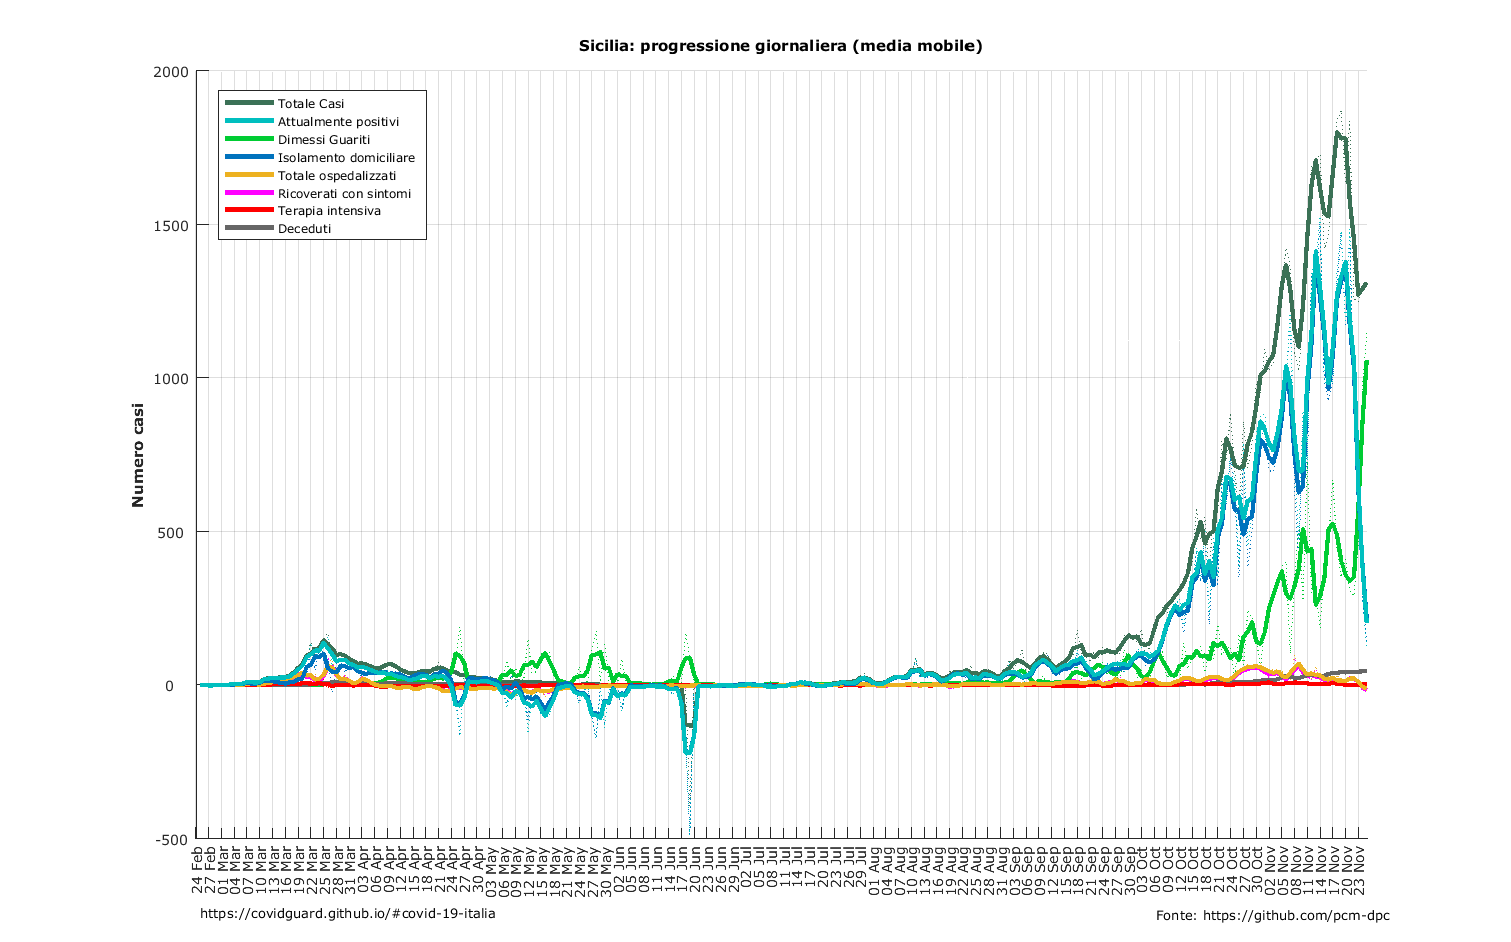 Sicilia: progressione giornaliera (media mobile)
2000
1500
1000
500
0
-500
Numero casi
Totale Casi
Attualmente positivi
Dimessi Guariti
Isolamento domiciliare
Totale ospedalizzati
Ricoverati con sintomi
Terapia intensiva
Deceduti
24 Feb
27 Feb
01 Mar
04 Mar
07 Mar
10 Mar
13 Mar
16 Mar
19 Mar
22 Mar
25 Mar
28 Mar
31 Mar
03 Apr
06 Apr
09 Apr
12 Apr
15 Apr
18 Apr
21 Apr
24 Apr
27 Apr
30 Apr
03 May
06 May
09 May
12 May
15 May
18 May
21 May
24 May
27 May
30 May
02 Jun
05 Jun
08 Jun
11 Jun
14 Jun
17 Jun
20 Jun
23 Jun
26 Jun
29 Jun
02 Jul
05 Jul
08 Jul
11 Jul
14 Jul
17 Jul
20 Jul
23 Jul
26 Jul
29 Jul
01 Aug
04 Aug
07 Aug
10 Aug
13 Aug
16 Aug
19 Aug
22 Aug
25 Aug
28 Aug
31 Aug
03 Sep
06 Sep
09 Sep
12 Sep
15 Sep
18 Sep
21 Sep
24 Sep
27 Sep
30 Sep
03 Oct
06 Oct
09 Oct
12 Oct
15 Oct
18 Oct
21 Oct
24 Oct
27 Oct
30 Oct
02 Nov
05 Nov
08 Nov
11 Nov
14 Nov
17 Nov
20 Nov
23 Nov
https://covidguard.github.io/#covid-19-italia
Fonte: https://github.com/pcm-dpc